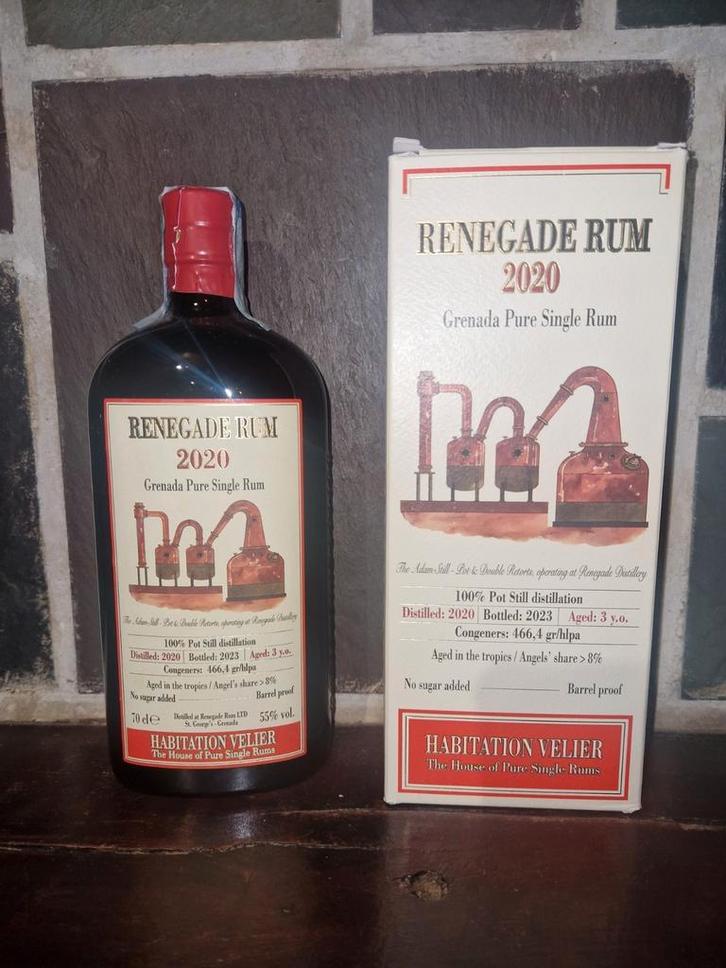 RENEGADE RUM
2020
Grenada Pure Single Rum
The Adam Still - Pot & Double Retorts, operating at Renegade Distillery
100% Pot Still distillation
Distilled: 2020 Bottled: 2023 Aged: 3 y.o.
Congeners: 466,4 gr/hlpa
Aged in the tropics / Angel's share > 8%
No sugar added Barrel proof
70 cl e Distilled at Renegade Rum LTD 55% vol.
St. George's - Grenada
HABITATION VELIER
The House of Pure Single Rums
RENEGADE RUM
2020
Grenada Pure Single Rum
The Adam Still - Pot & Double Retorts, operating at Renegade Distillery
100% Pot Still distillation
Distilled: 2020 Bottled: 2023 Aged: 3 y.o.
Congeners: 466,4 gr/hlpa
Aged in the tropics / Angels' share > 8%
No sugar added Barrel proof
HABITATION VELIER
The House of Pure Single Rums